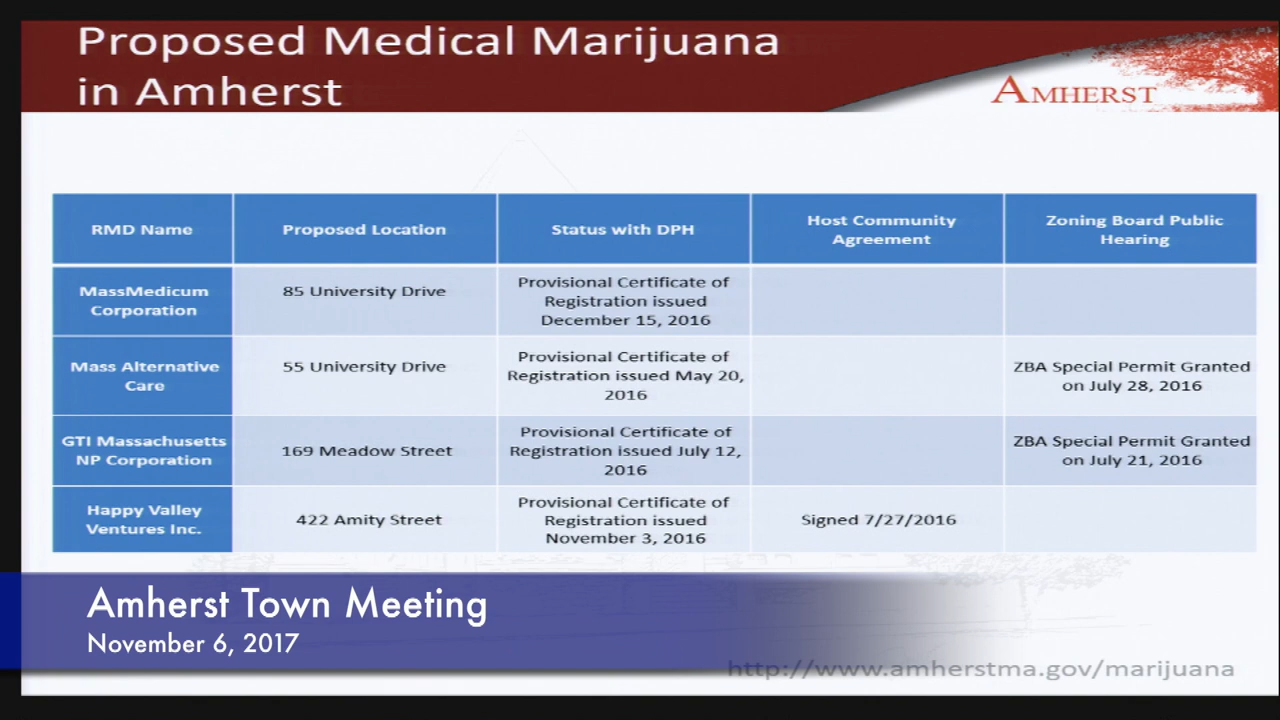 Proposed Medical Marijuana
in Amherst
AMHERST
RMD Name
Proposed Location
Status with DPH
Host Community
Agreement
Zoning Board Public
Hearing
MassMedicum
Corporation
85 University Drive
Provisional Certificate of
Registration issued
December 15, 2016
Mass Alternative
Care
55 University Drive
Provisional Certificate of
Registration issued May 20,
2016
ZBA Special Permit Granted
on July 28, 2016
GTI Massachusetts
NP Corporation
169 Meadow Street
Provisional Certificate of
Registration issued July 12,
2016
ZBA Special Permit Granted
on July 21, 2016
Happy Valley
Ventures Inc.
422 Amity Street
Provisional Certificate of
Registration issued
November 3, 2016
Signed 7/27/2016
Amherst Town Meeting
November 6, 2017
http://www.amherstma.gov/marijuana